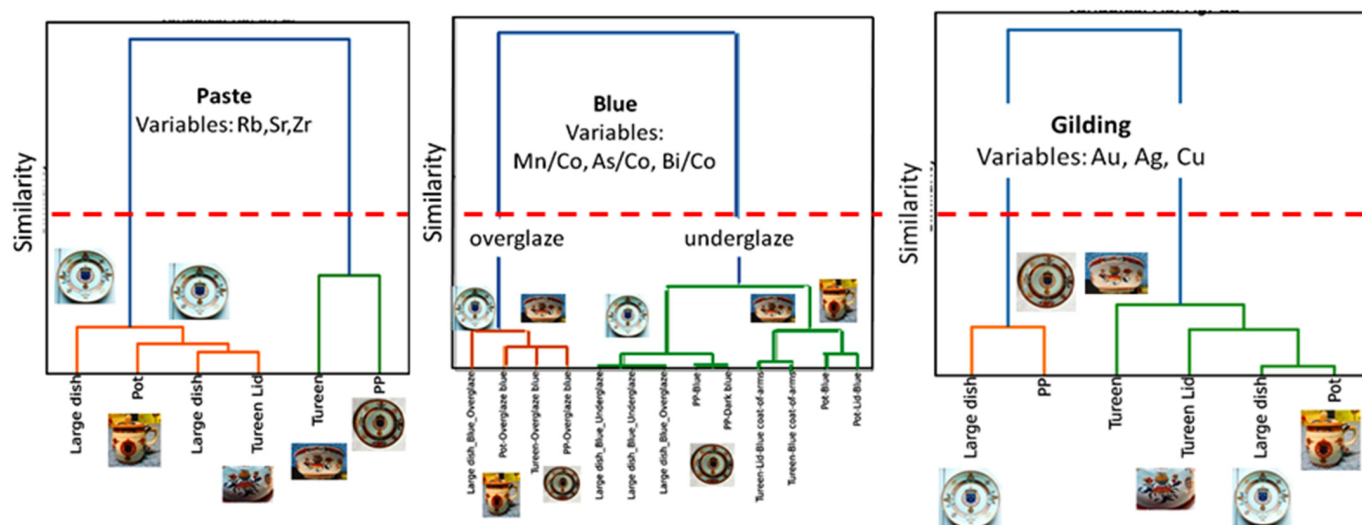 Paste
Variables: Rb,Sr,Zr
Similarity
Large dish
Pot
Large dish
Tureen Lid
Tureen
PP
Blue
Variables:
Mn/Co, As/Co, Bi/Co
Similarity
overglaze
underglaze
Large dish_Blue_Overglaze
Pot-Overglaze blue
Tureen-Overglaze blue
PP-Overglaze blue
Large dish_Blue_Underglaze
Large dish_Blue_Underglaze
Large dish_Blue_Overglaze
PP-Blue
PP-Dark blue
Tureen-Lid-Blue coat-of-arms
Tureen-Blue coat-of-arms
Pot-Blue
Pot-Lid-Blue
Gilding
Variables: Au, Ag, Cu
Similarity
Large dish
PP
Tureen
Tureen Lid
Large dish
Pot